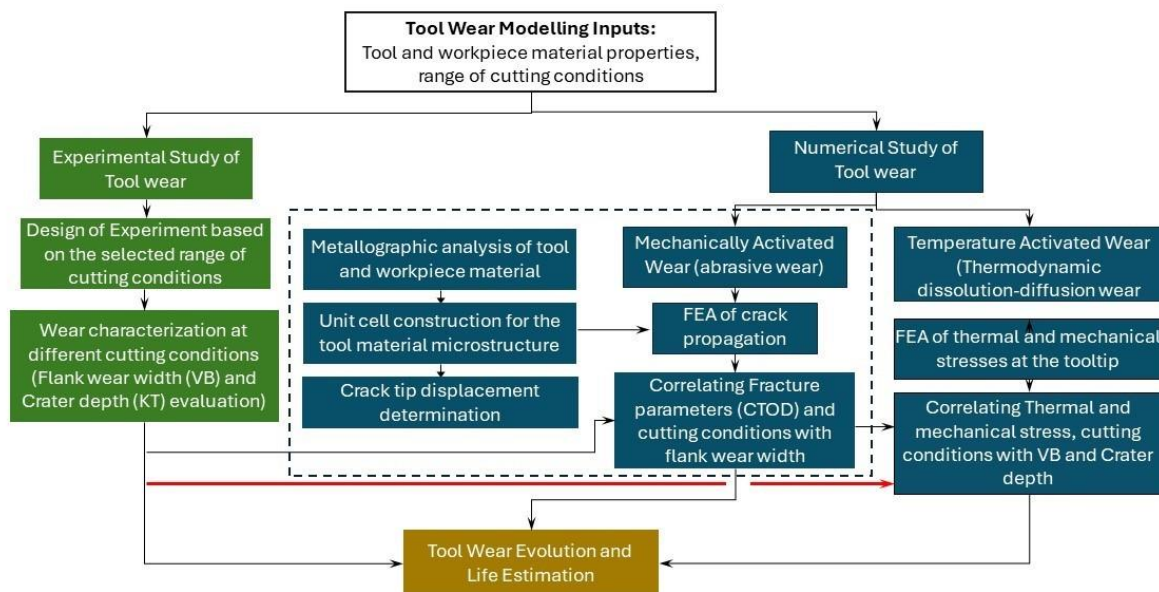 Tool Wear Modelling Inputs:
Tool and workpiece material properties,
range of cutting conditions
Experimental Study of
Tool wear
Numerical Study of
Tool wear
Design of Experiment based
on the selected range of
cutting conditions
Metallographic analysis of tool
and workpiece material
Mechanically Activated
Wear (abrasive wear)
Temperature Activated Wear
(Thermodynamic
dissolution-diffusion wear
Wear characterization at
different cutting conditions
(Flank wear width (VB) and
Crater depth (KT) evaluation)
Unit cell construction for the
tool material microstructure
FEA of crack
propagation
FEA of thermal and mechanical
stresses at the tooltip
Crack tip displacement
determination
Correlating Fracture
parameters (CTOD) and
cutting conditions with
flank wear width
Correlating Thermal and
mechanical stress, cutting
conditions with VB and Crater
depth
Tool Wear Evolution and
Life Estimation